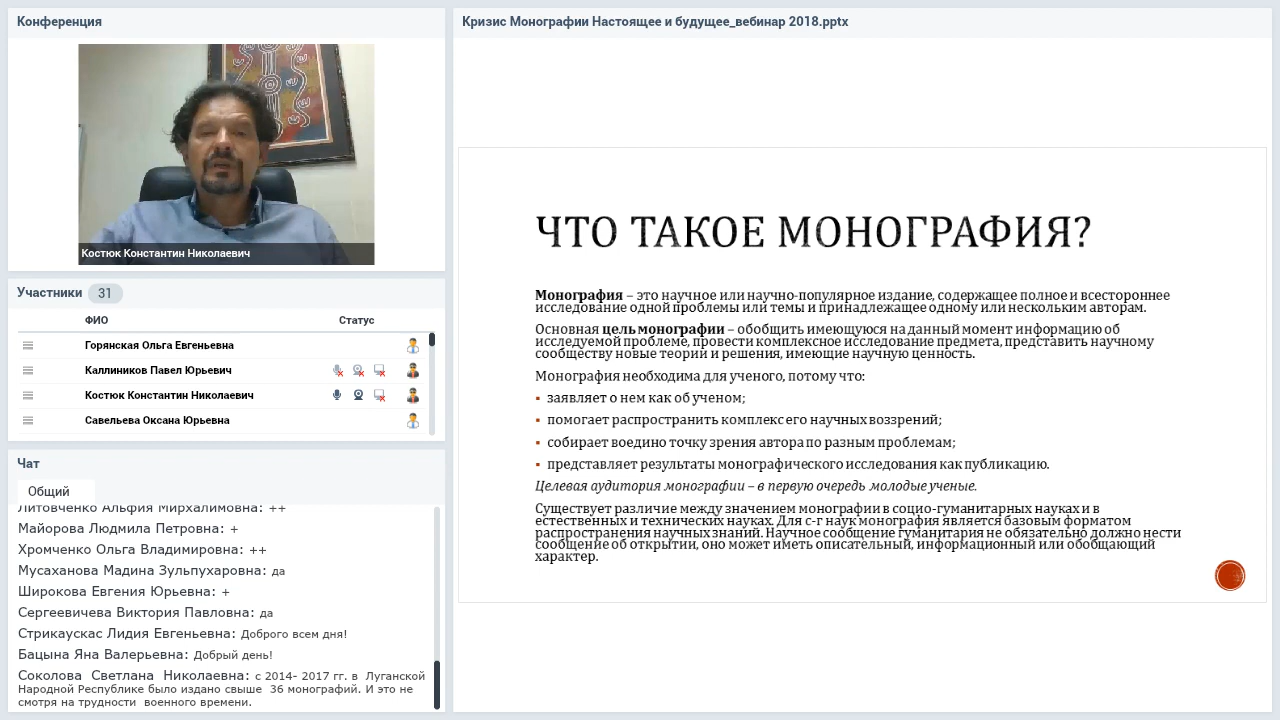 Конференция
Костюк Константин Николаевич
Участники 31
ФИО Статус
Горянская Ольга Евгеньевна
Каллиников Павел Юрьевич
Костюк Константин Николаевич
Савельева Оксана Юрьевна
Чат
Общий
Литовченко Альфия Мирхалимовна: ++
Майорова Людмила Петровна: +
Хромченко Ольга Владимировна: ++
Мусаханова Мадина Зульпухаровна: да
Широкова Евгения Юрьевна: +
Сергеевичева Виктория Павловна: да
Стрикаускас Лидия Евгеньевна: Доброго всем дня!
Бацына Яна Валерьевна: Добрый день!
Соколова Светлана Николаевна: с 2014- 2017 гг. в Луганской
Народной Республике было издано свыше 36 монографий. И это не
смотря на трудности военного времени.
Кризис Монографии Настоящее и будущее_вебинар 2018.pptx
ЧТО ТАКОЕ МОНОГРАФИЯ?
Монография – это научное или научно-популярное издание, содержащее полное и всестороннее
исследование одной проблемы или темы и принадлежащее одному или нескольким авторам.
Основная цель монографии – обобщить имеющуюся на данный момент информацию об
исследуемой проблеме, провести комплексное исследование предмета, представить научному
сообществу новые теории и решения, имеющие научную ценность.
Монография необходима для ученого, потому что:
▪ заявляет о нем как об ученом;
▪ помогает распространить комплекс его научных воззрений;
▪ собирает воедино точку зрения автора по разным проблемам;
▪ представляет результаты монографического исследования как публикацию.
Целевая аудитория монографии – в первую очередь молодые ученые.
Существует различие между значением монографии в социо-гуманитарных науках и в
естественных и технических науках. Для с-г наук монография является базовым форматом
распространения научных знаний. Научное сообщение гуманитария не обязательно должно нести
сообщение об открытии, оно может иметь описательный, информационный или обобщающий
характер.